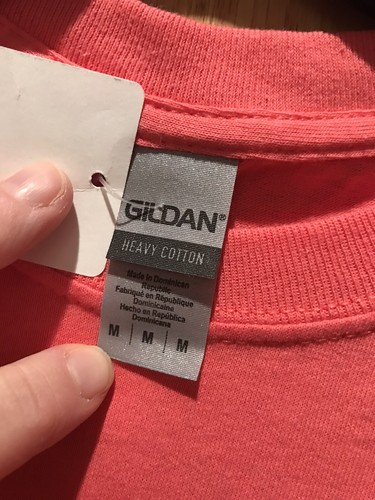 GILDAN®
HEAVY COTTON
Made in Dominican
Republic
Fabriqué en République
Dominicaine
Hecho en República
Dominicana
M | M | M